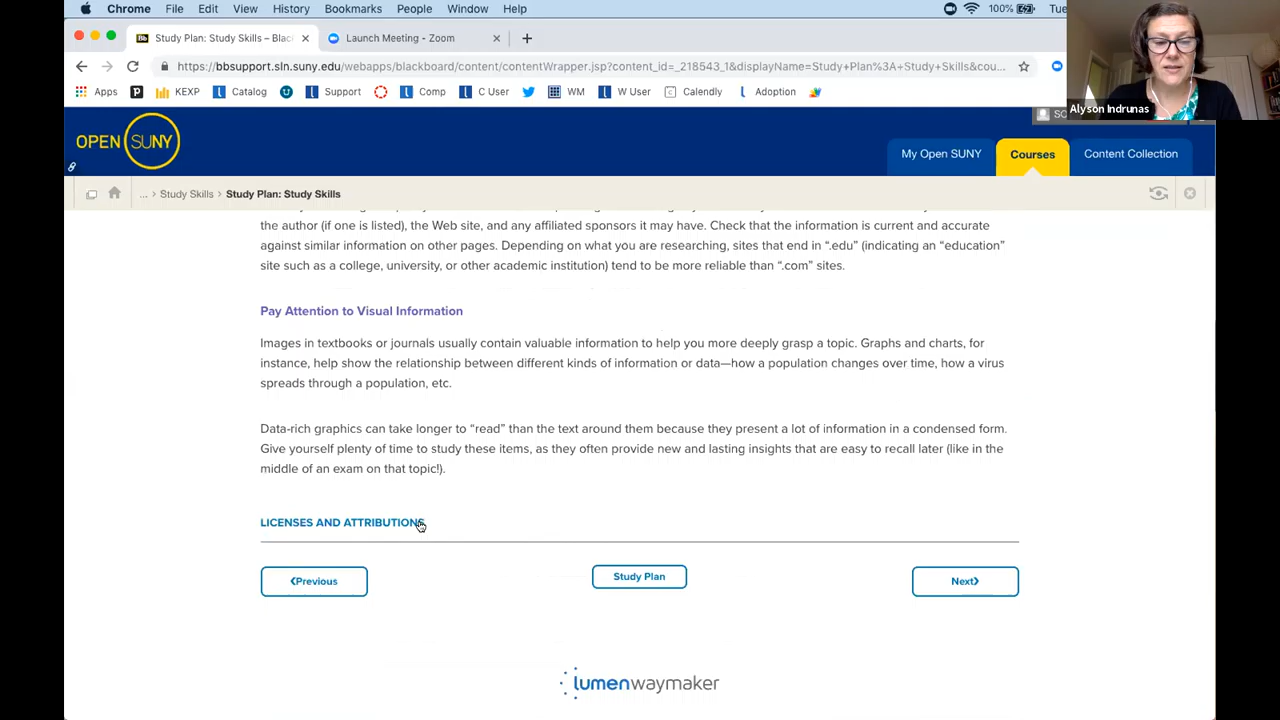 Chrome File Edit View History Bookmarks People Window Help 100% Tue
Study Plan: Study Skills – Blac Launch Meeting - Zoom
https://bbsupport.sln.suny.edu/webapps/blackboard/content/contentWrapper.jsp?content_id=_218543_1&displayName=Study+Plan%3A+Study+Skills&cou...
Apps KEXP Catalog Support Comp C User WM W User Calendly Adoption
Alyson Indrunas
OPEN SUNY
My Open SUNY Courses Content Collection
... > Study Skills > Study Plan: Study Skills
the author (if one is listed), the Web site, and any affiliated sponsors it may have. Check that the information is current and accurate
against similar information on other pages. Depending on what you are researching, sites that end in “.edu” (indicating an “education”
site such as a college, university, or other academic institution) tend to be more reliable than “.com” sites.
Pay Attention to Visual Information
Images in textbooks or journals usually contain valuable information to help you more deeply grasp a topic. Graphs and charts, for
instance, help show the relationship between different kinds of information or data—how a population changes over time, how a virus
spreads through a population, etc.
Data-rich graphics can take longer to “read” than the text around them because they present a lot of information in a condensed form.
Give yourself plenty of time to study these items, as they often provide new and lasting insights that are easy to recall later (like in the
middle of an exam on that topic!).
LICENSES AND ATTRIBUTIONS
Previous Study Plan Next
lumenwaymaker